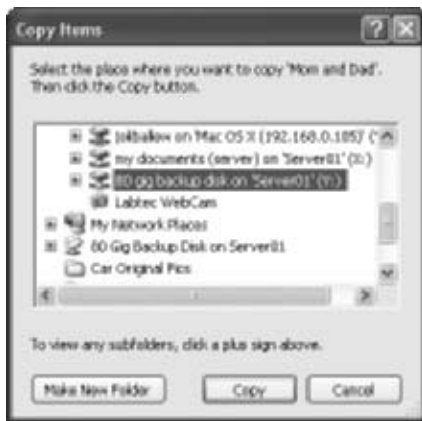 Copy Items
Select the place where you want to copy 'Mom and Dad'.
Then click the Copy button.
on 'Mac OS X (192.168.0.185)' ('
my documents (server) on 'Server01' (S:)
80 gig backup disk on 'Server01' (Y:)
Labtec WebCam
My Network Places
80 Gig Backup Disk on Server01
Car Original Pics
To view any subfolders, click a plus sign above.
Make New Folder
Copy
Cancel